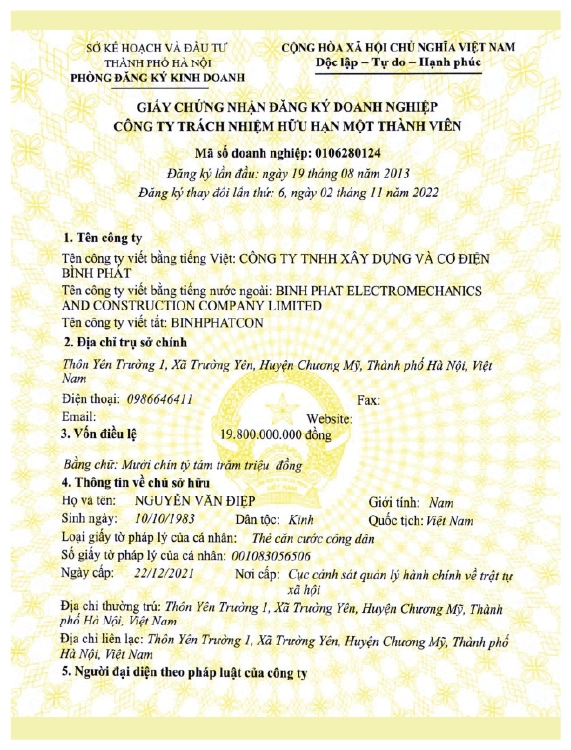 SỞ KẾ HOẠCH VÀ ĐẦU TƯ
THÀNH PHỐ HÀ NỘI
PHÒNG ĐĂNG KÝ KINH DOANH
CỘNG HÒA XÃ HỘI CHỦ NGHĨA VIỆT NAM
Độc lập – Tự do – Hạnh phúc
GIẤY CHỨNG NHẬN ĐĂNG KÝ DOANH NGHIỆP
CÔNG TY TRÁCH NHIỆM HỮU HẠN MỘT THÀNH VIÊN
Mã số doanh nghiệp: 0106280124
Đăng ký lần đầu: ngày 19 tháng 08 năm 2013
Đăng ký thay đổi lần thứ: 6, ngày 02 tháng 11 năm 2022
1. Tên công ty
Tên công ty viết bằng tiếng Việt: CÔNG TY TNHH XÂY DỰNG VÀ CƠ ĐIỆN
BÌNH PHÁT
Tên công ty viết bằng tiếng nước ngoài: BINH PHAT ELECTROMECHANICS
AND CONSTRUCTION COMPANY LIMITED
Tên công ty viết tắt: BINHPHATCON
2. Địa chỉ trụ sở chính
Thôn Yên Trường 1, Xã Trường Yên, Huyện Chương Mỹ, Thành phố Hà Nội, Việt
Nam
Điện thoại: 0986646411 Fax:
Email: Website:
3. Vốn điều lệ 19.800.000.000 đồng
Bằng chữ: Mười chín tỷ tám trăm triệu đồng
4. Thông tin về chủ sở hữu
Họ và tên: NGUYỄN VĂN ĐIỆP Giới tính: Nam
Sinh ngày: 10/10/1983 Dân tộc: Kinh Quốc tịch: Việt Nam
Loại giấy tờ pháp lý của cá nhân: Thẻ căn cước công dân
Số giấy tờ pháp lý của cá nhân: 001083056506
Ngày cấp: 22/12/2021 Nơi cấp: Cục cảnh sát quản lý hành chính về trật tự
xã hội
Địa chỉ thường trú: Thôn Yên Trường 1, Xã Trường Yên, Huyện Chương Mỹ, Thành
phố Hà Nội, Việt Nam
Địa chỉ liên lạc: Thôn Yên Trường 1, Xã Trường Yên, Huyện Chương Mỹ, Thành phố
Hà Nội, Việt Nam
5. Người đại diện theo pháp luật của công ty